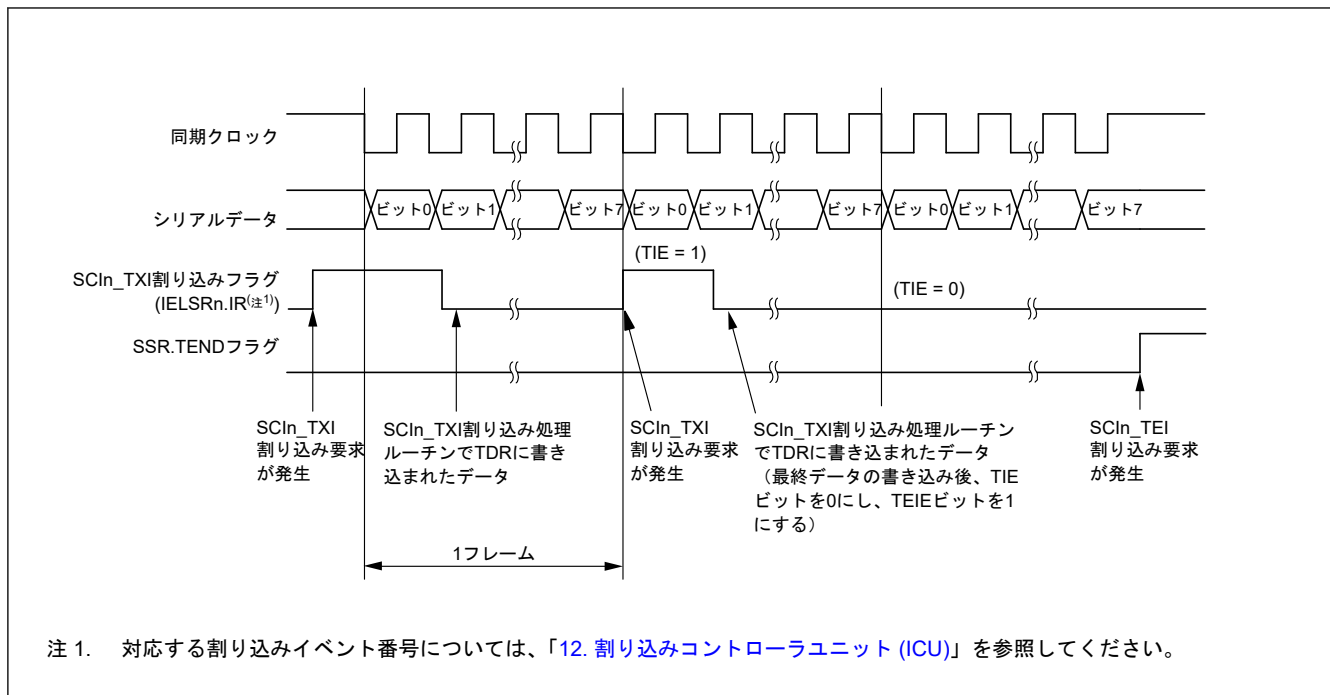 同期クロック
シリアルデータ
ビット0
ビット1
ビット7
ビット0
ビット1
ビット7
ビット0
ビット1
ビット7
SCIn_TXI割り込みフラグ
(IELSRn.IR(注1))
(TIE = 1)
(TIE = 0)
SSR.TENDフラグ
SCIn_TXI
割り込み要求
が発生
SCIn_TXI割り込み処理
ルーチンでTDRに書き
込まれたデータ
SCIn_TXI
割り込み要求
が発生
SCIn_TXI割り込み処理ルーチン
でTDRに書き込まれたデータ
（最終データの書き込み後、TIE
ビットを0にし、TEIEビットを1
にする）
SCIn_TEI
割り込み要求
が発生
1フレーム
注 1. 対応する割り込みイベント番号については、「12. 割り込みコントローラユニット (ICU)」を参照してください。